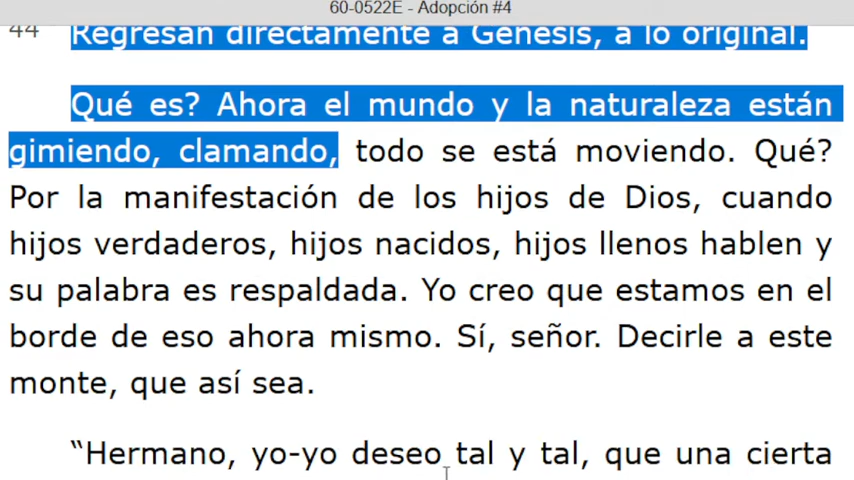 60-0522E - Adopción #4
44 Regresan directamente a Génesis, a lo original.
Qué es? Ahora el mundo y la naturaleza están
gimiendo, clamando, todo se está moviendo. Qué?
Por la manifestación de los hijos de Dios, cuando
hijos verdaderos, hijos nacidos, hijos llenos hablen y
su palabra es respaldada. Yo creo que estamos en el
borde de eso ahora mismo. Sí, señor. Decirle a este
monte, que así sea.
“Hermano, yo-yo deseo tal y tal, que una cierta